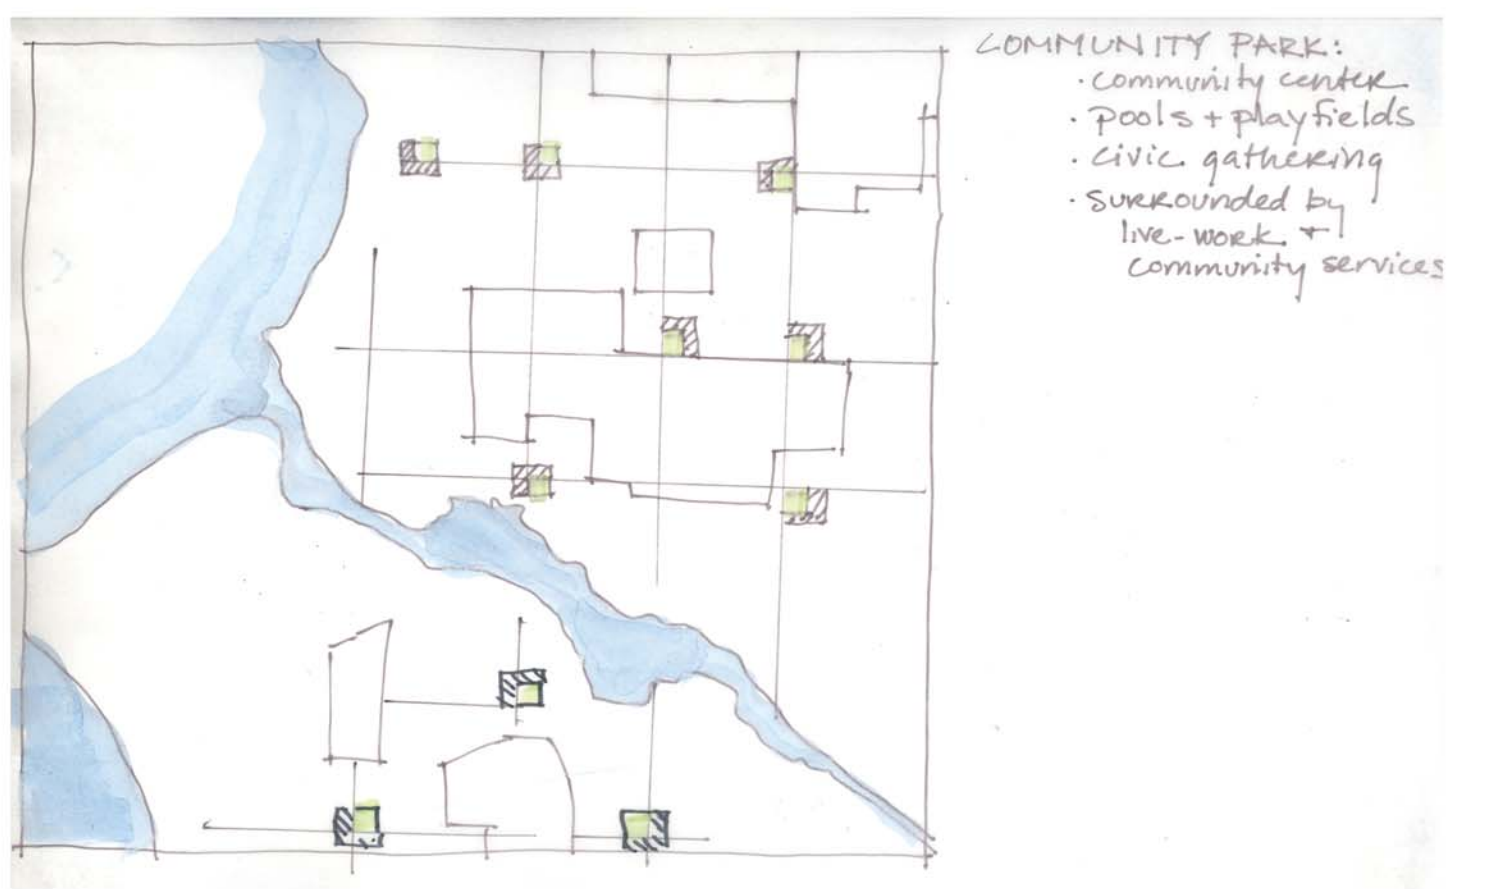 COMMUNITY PARK:
· community center
· pools + playfields
· civic gathering
· surrounded by
live-work +
community services